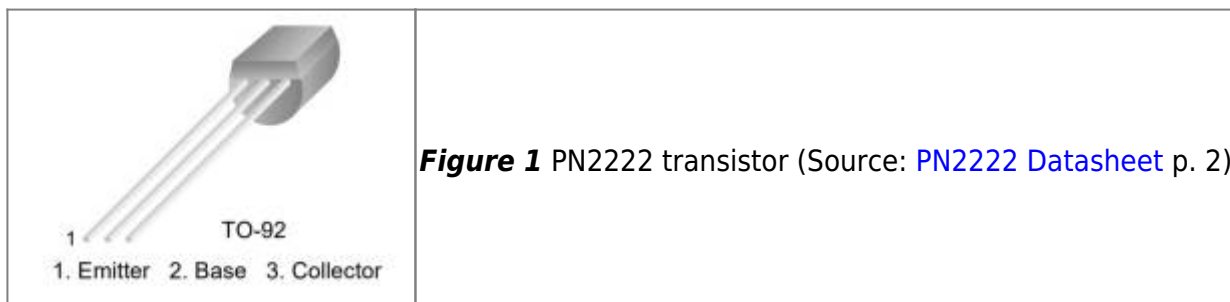 1
TO-92
1. Emitter 2. Base 3. Collector
Figure 1 PN2222 transistor (Source: PN2222 Datasheet p. 2)